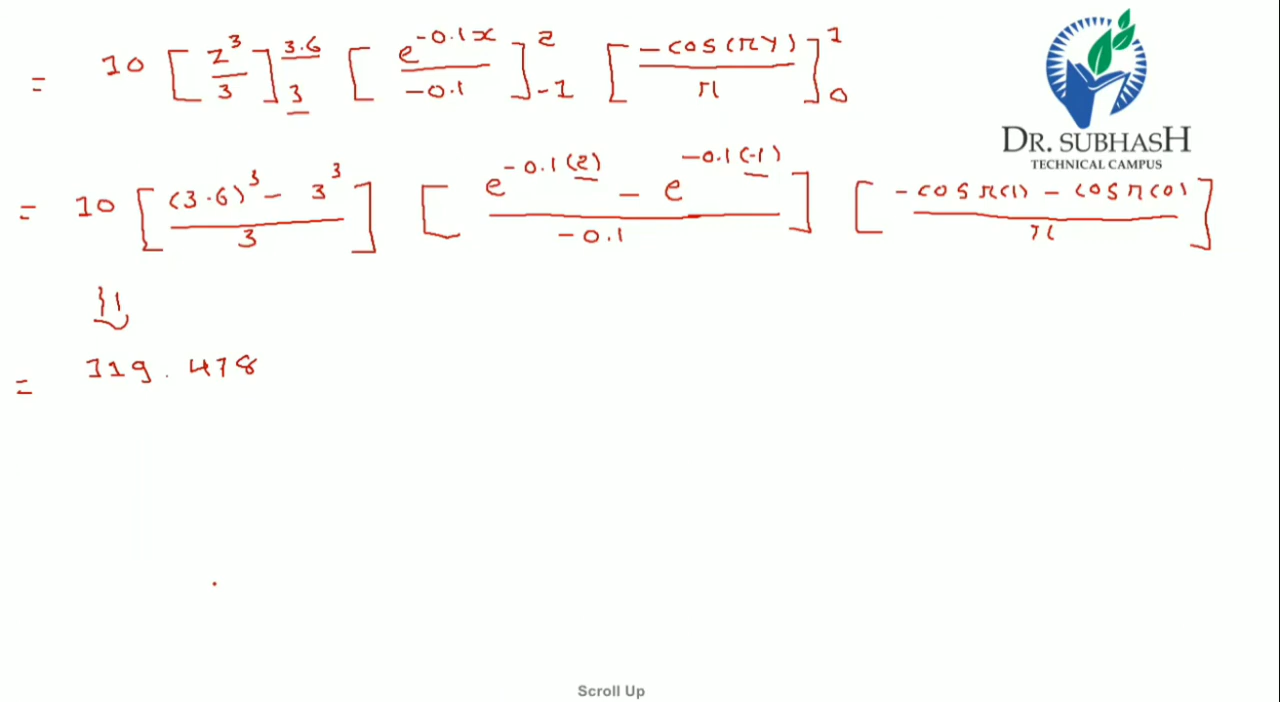 = 10 [ z³/3 ]₃^3.6 [ e^-0.1x / -0.1 ]₋₁^2 [ -cos(πy) / π ]₀^1
DR. SUBHASH
TECHNICAL CAMPUS
= 10 [ (3.6)³ - 3³ / 3 ] [ e^-0.1(2) - e^-0.1(-1) / -0.1 ] [ -cos π(1) - cos π(0) / π ]
= 119.478
Scroll Up